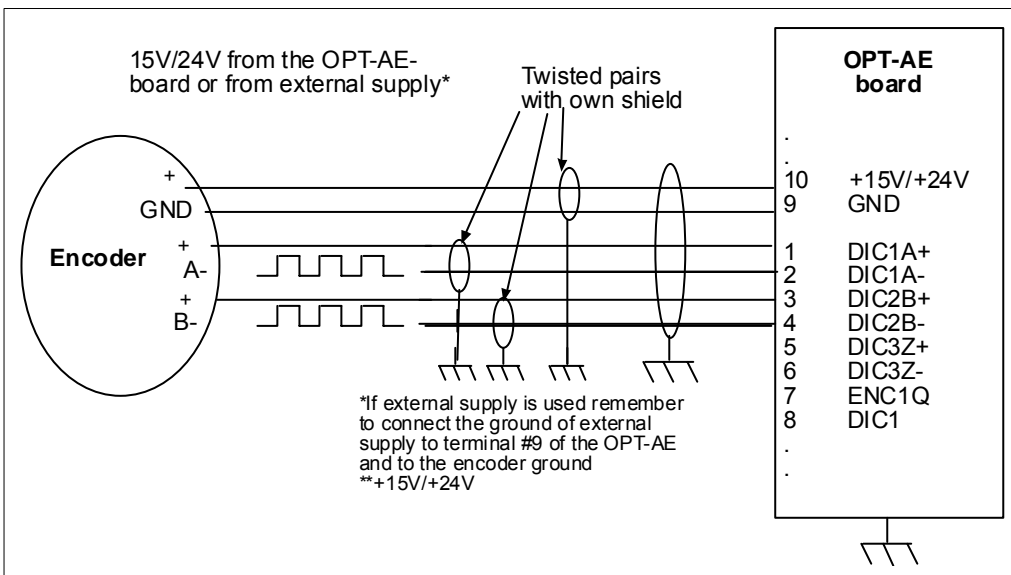 15V/24V from the OPT-AE-
board or from external supply*
Twisted pairs
with own shield
OPT-AE
board
Encoder
+
GND
+
A-
+
B-
.
.
10 +15V/+24V
9 GND
1 DIC1A+
2 DIC1A-
3 DIC2B+
4 DIC2B-
5 DIC3Z+
6 DIC3Z-
7 ENC1Q
8 DIC1
.
.
*If external supply is used remember
to connect the ground of external
supply to terminal #9 of the OPT-AE
and to the encoder ground
**+15V/+24V